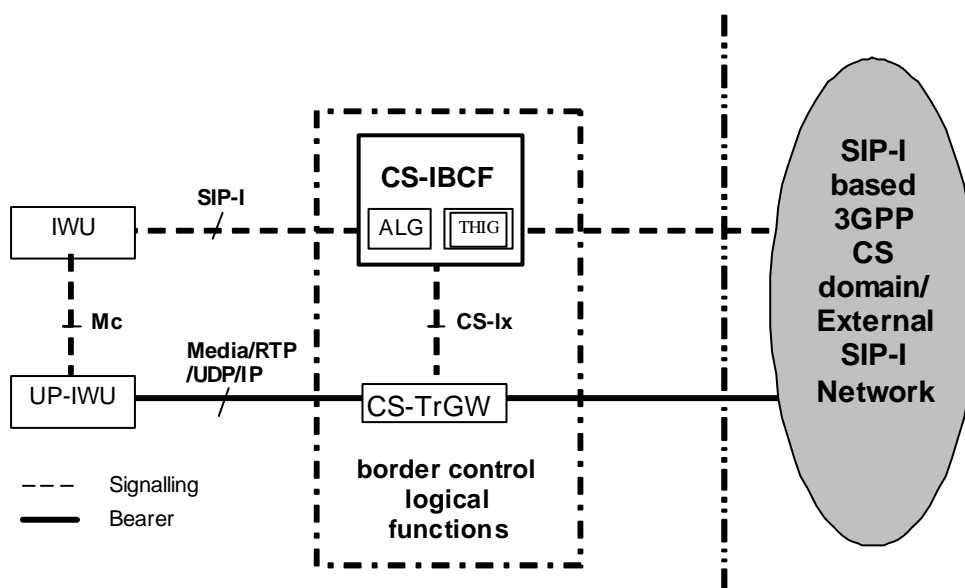 CS-IBCF
ALG
THIG
SIP-I
IWU
Mc
CS-Ix
Media/RTP
/UDP/IP
UP-IWU
CS-TrGW
border control
logical
functions
Signalling
Bearer
SIP-I
based
3GPP
CS
domain/
External
SIP-I
Network